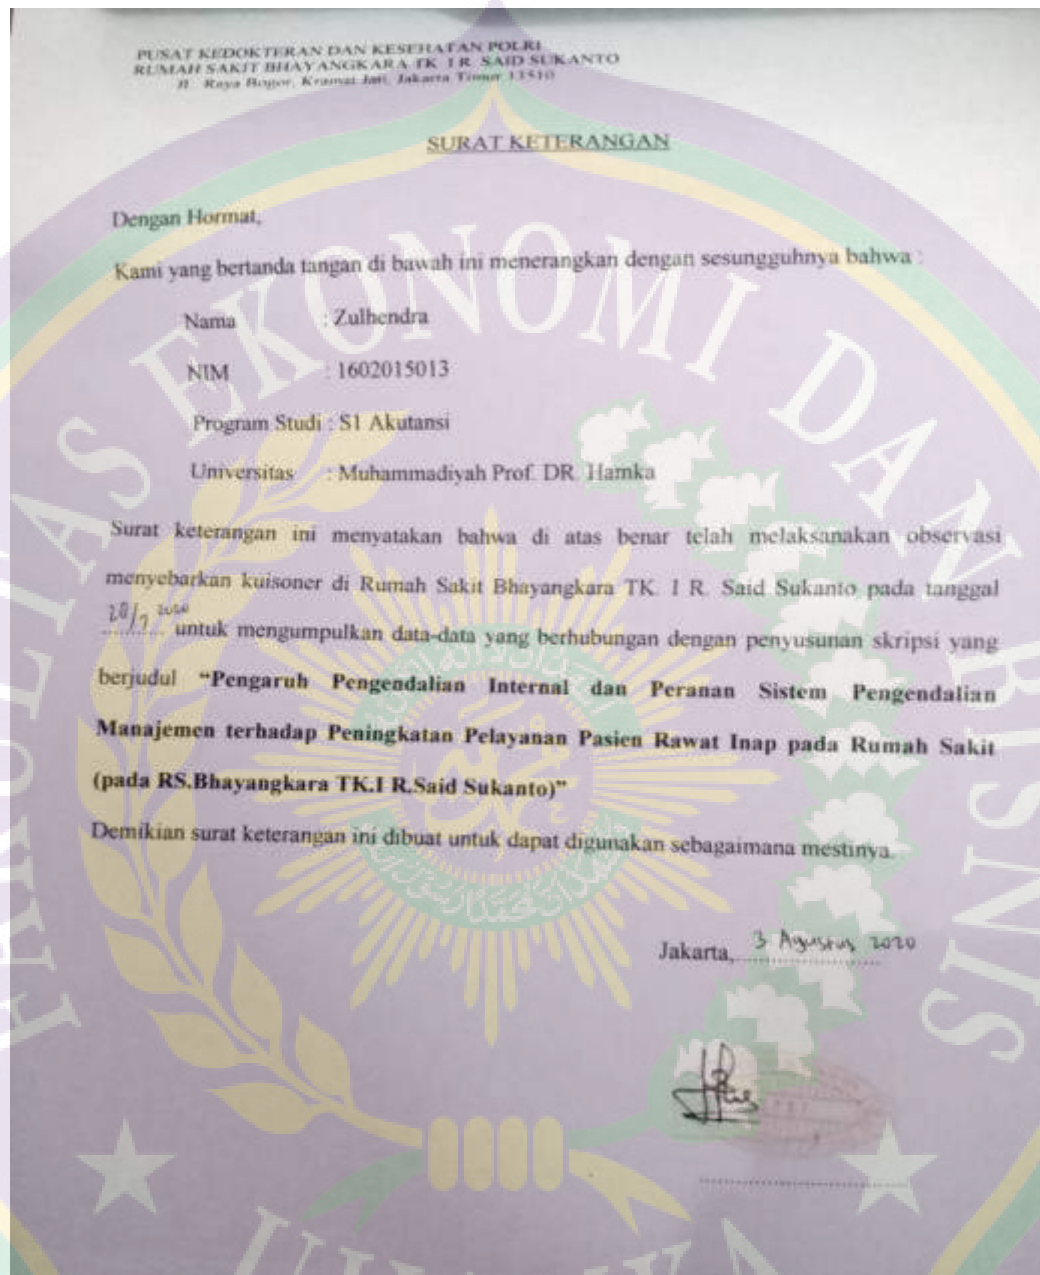 PUSAT KEDOKTERAN DAN KESEHATAN POLRI
RUMAH SAKIT BHAYANGKARA TK. I R. SAID SUKANTO
Jl. Raya Bogor, Kramat Jati, Jakarta Timur 13510
SURAT KETERANGAN
Dengan Hormat,
Kami yang bertanda tangan di bawah ini menerangkan dengan sesungguhnya bahwa :
Nama : Zulhendra
NIM : 1602015013
Program Studi : S1 Akutansi
Universitas : Muhammadiyah Prof. DR. Hamka
Surat keterangan ini menyatakan bahwa di atas benar telah melaksanakan observasi
menyebarkan kuisoner di Rumah Sakit Bhayangkara TK. I R. Said Sukanto pada tanggal
28/7 2020 untuk mengumpulkan data-data yang berhubungan dengan penyusunan skripsi yang
berjudul “Pengaruh Pengendalian Internal dan Peranan Sistem Pengendalian
Manajemen terhadap Peningkatan Pelayanan Pasien Rawat Inap pada Rumah Sakit
(pada RS.Bhayangkara TK.I R.Said Sukanto)”
Demikian surat keterangan ini dibuat untuk dapat digunakan sebagaimana mestinya.
Jakarta, 3 Agustus 2020
FAKULTAS EKONOMI DAN BISNIS
UHAMKA